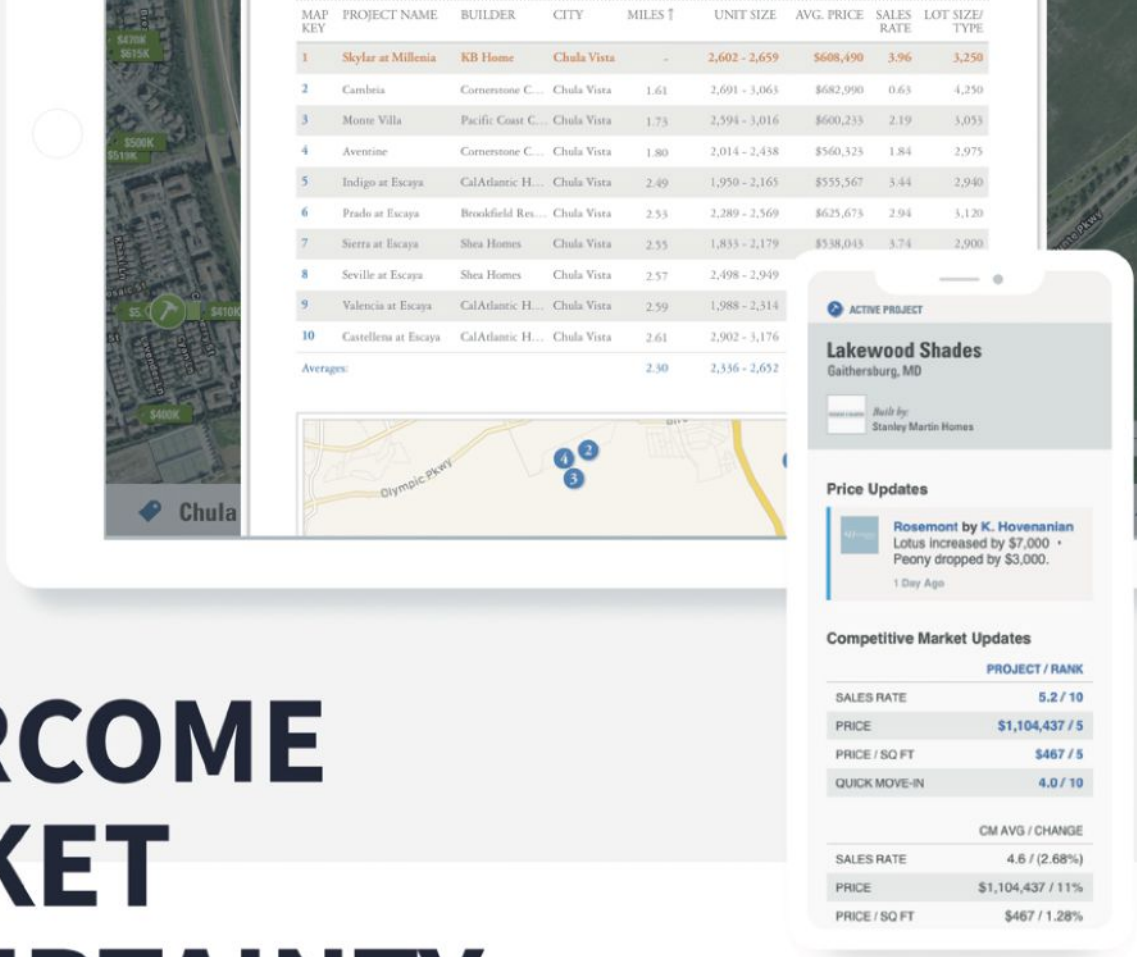 MAP KEY PROJECT NAME BUILDER CITY MILES ↑ UNIT SIZE AVG. PRICE SALES RATE LOT SIZE/ TYPE
1 Skylar at Millenia KB Home Chula Vista - 2,602 - 2,659 $608,490 3.96 3,250
2 Cambria Cornerstone C... Chula Vista 1.61 2,691 - 3,063 $682,990 0.63 4,250
3 Monte Villa Pacific Coast C... Chula Vista 1.73 2,594 - 3,016 $600,233 2.19 3,053
4 Aventine Cornerstone C... Chula Vista 1.80 2,014 - 2,438 $560,323 1.84 2,975
5 Indigo at Escaya CalAtlantic H... Chula Vista 2.49 1,950 - 2,165 $555,567 3.44 2,940
6 Prado at Escaya Brookfield Res... Chula Vista 2.53 2,289 - 2,569 $625,673 2.94 3,120
7 Sierra at Escaya Shea Homes Chula Vista 2.55 1,833 - 2,179 $538,043 3.74 2,900
8 Seville at Escaya Shea Homes Chula Vista 2.57 2,498 - 2,949
9 Valencia at Escaya CalAtlantic H... Chula Vista 2.59 1,988 - 2,314
10 Castellena at Escaya CalAtlantic H... Chula Vista 2.61 2,902 - 3,176
Averages: 2.30 2,336 - 2,652
$470K
$615K
$500K
$519K
$410K
$400K
Chula
Olympic Pkwy
4 2
3
ACTIVE PROJECT
Lakewood Shades
Gaithersburg, MD
Built by:
Stanley Martin Homes
Price Updates
Rosemont by K. Hovenanian
Lotus increased by $7,000 •
Peony dropped by $3,000.
1 Day Ago
Competitive Market Updates
PROJECT / RANK
SALES RATE 5.2 / 10
PRICE $1,104,437 / 5
PRICE / SQ FT $467 / 5
QUICK MOVE-IN 4.0 / 10
CM AVG / CHANGE
SALES RATE 4.6 / (2.68%)
PRICE $1,104,437 / 11%
PRICE / SQ FT $467 / 1.28%
RCOME
KET